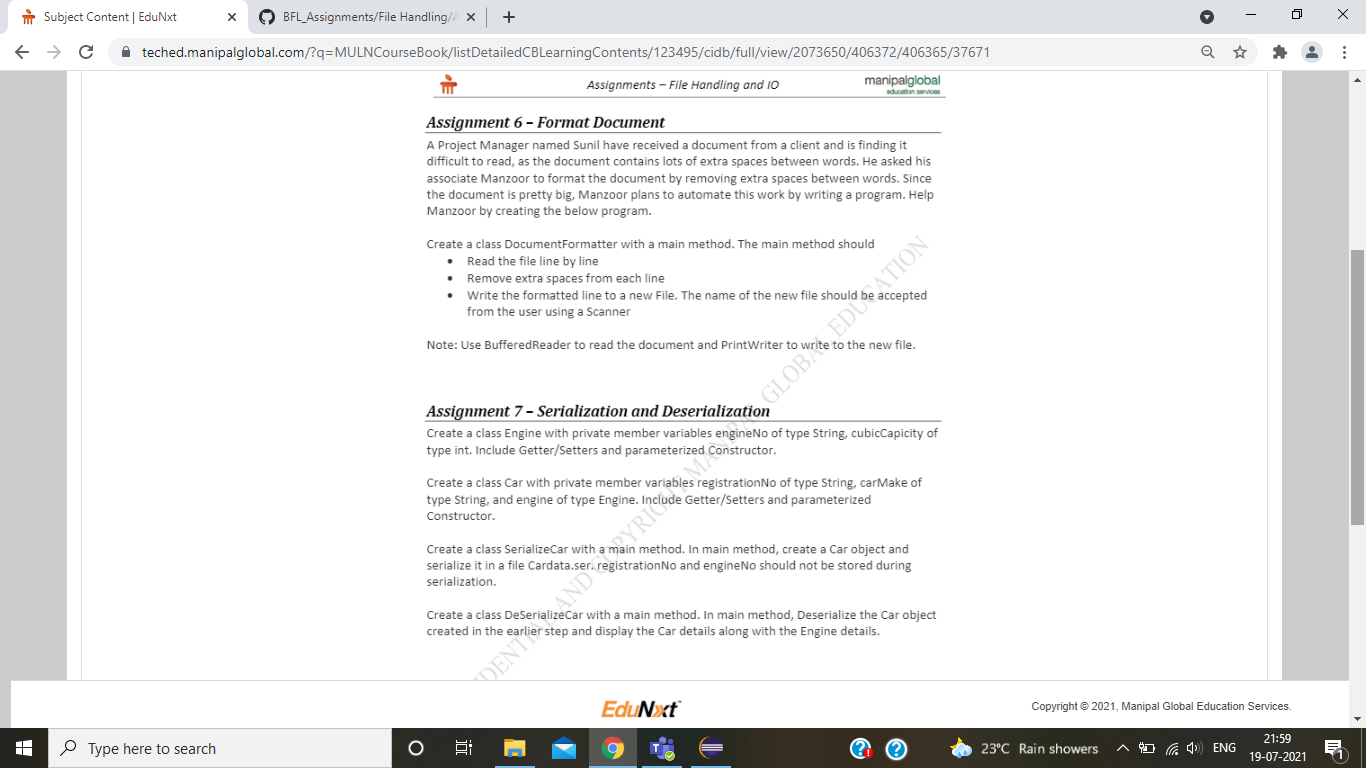 Subject Content | EduNxt
BFL_Assignments/File Handling/
teched.manipalglobal.com/?q=MULNCourseBook/listDetailedCBLearningContents/123495/cidb/full/view/2073650/406372/406365/37671
Assignments – File Handling and IO
manipalglobal
education services
Assignment 6 – Format Document
A Project Manager named Sunil have received a document from a client and is finding it
difficult to read, as the document contains lots of extra spaces between words. He asked his
associate Manzoor to format the document by removing extra spaces between words. Since
the document is pretty big, Manzoor plans to automate this work by writing a program. Help
Manzoor by creating the below program.
Create a class DocumentFormatter with a main method. The main method should
• Read the file line by line
• Remove extra spaces from each line
• Write the formatted line to a new File. The name of the new file should be accepted
from the user using a Scanner
Note: Use BufferedReader to read the document and PrintWriter to write to the new file.
Assignment 7 – Serialization and Deserialization
Create a class Engine with private member variables engineNo of type String, cubicCapicity of
type int. Include Getter/Setters and parameterized Constructor.
Create a class Car with private member variables registrationNo of type String, carMake of
type String, and engine of type Engine. Include Getter/Setters and parameterized
Constructor.
Create a class SerializeCar with a main method. In main method, create a Car object and
serialize it in a file Cardata.ser. registrationNo and engineNo should not be stored during
serialization.
Create a class DeSerializeCar with a main method. In main method, Deserialize the Car object
created in the earlier step and display the Car details along with the Engine details.
AND COPYRIGHT MANIPAL GLOBAL EDUCATION
EduNxt
Copyright © 2021, Manipal Global Education Services.
Type here to search
23°C Rain showers
ENG
21:59
19-07-2021
1